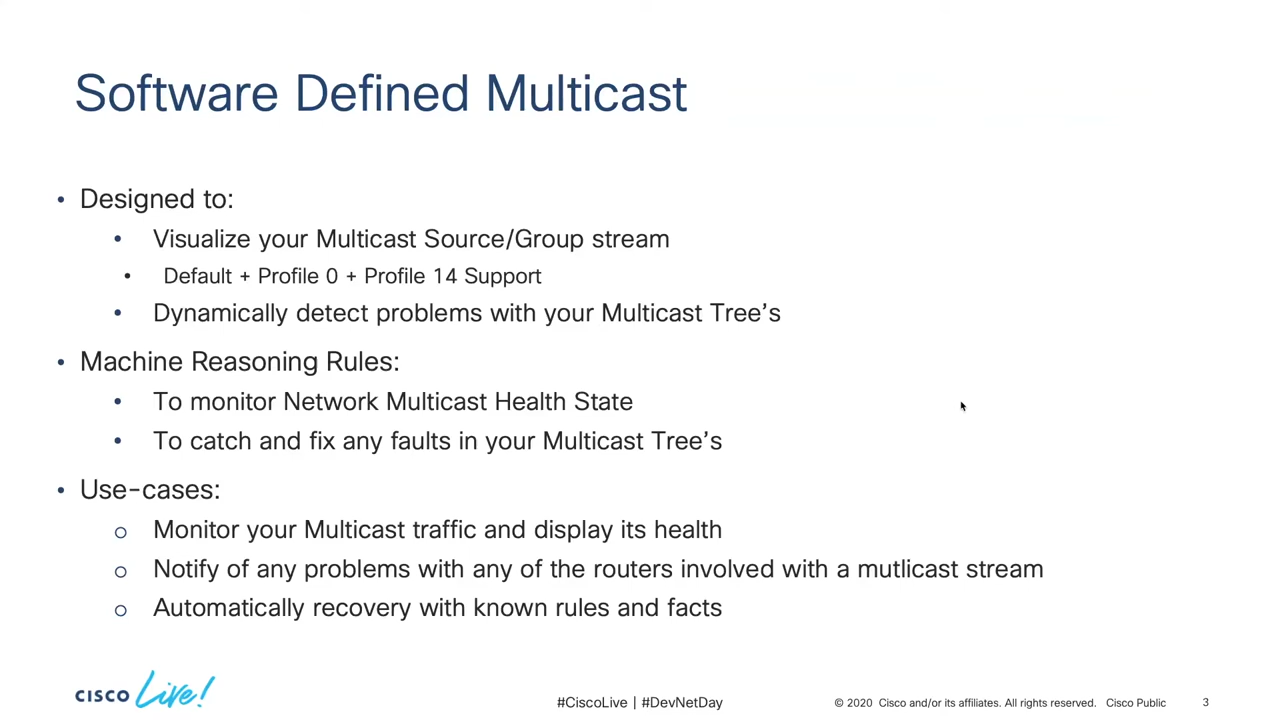 Software Defined Multicast
• Designed to:
• Visualize your Multicast Source/Group stream
• Default + Profile 0 + Profile 14 Support
• Dynamically detect problems with your Multicast Tree’s
• Machine Reasoning Rules:
• To monitor Network Multicast Health State
• To catch and fix any faults in your Multicast Tree’s
• Use-cases:
o Monitor your Multicast traffic and display its health
o Notify of any problems with any of the routers involved with a mutlicast stream
o Automatically recovery with known rules and facts
CISCO Live!
#CiscoLive | #DevNetDay
© 2020 Cisco and/or its affiliates. All rights reserved. Cisco Public
3